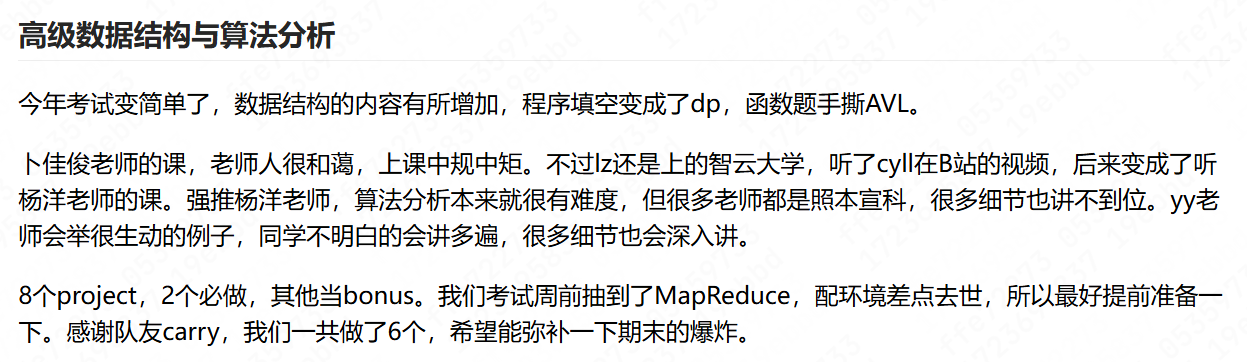 高级数据结构与算法分析
今年考试变简单了，数据结构的内容有所增加，程序填空变成了dp，函数题手撕AVL。
卜佳俊老师的课，老师人很和蔼，上课中规中矩。不过lz还是上的智云大学，听了cyll在B站的视频，后来变成了听
杨洋老师的课。强推杨洋老师，算法分析本来就很有难度，但很多老师都是照本宣科，很多细节也讲不到位。yy老
师会举很生动的例子，同学不明白的会讲多遍，很多细节也会深入讲。
8个project，2个必做，其他当bonus。我们考试周前抽到了MapReduce，配环境差点去世，所以最好提前准备一
下。感谢队友carry，我们一共做了6个，希望能弥补一下期末的爆炸。